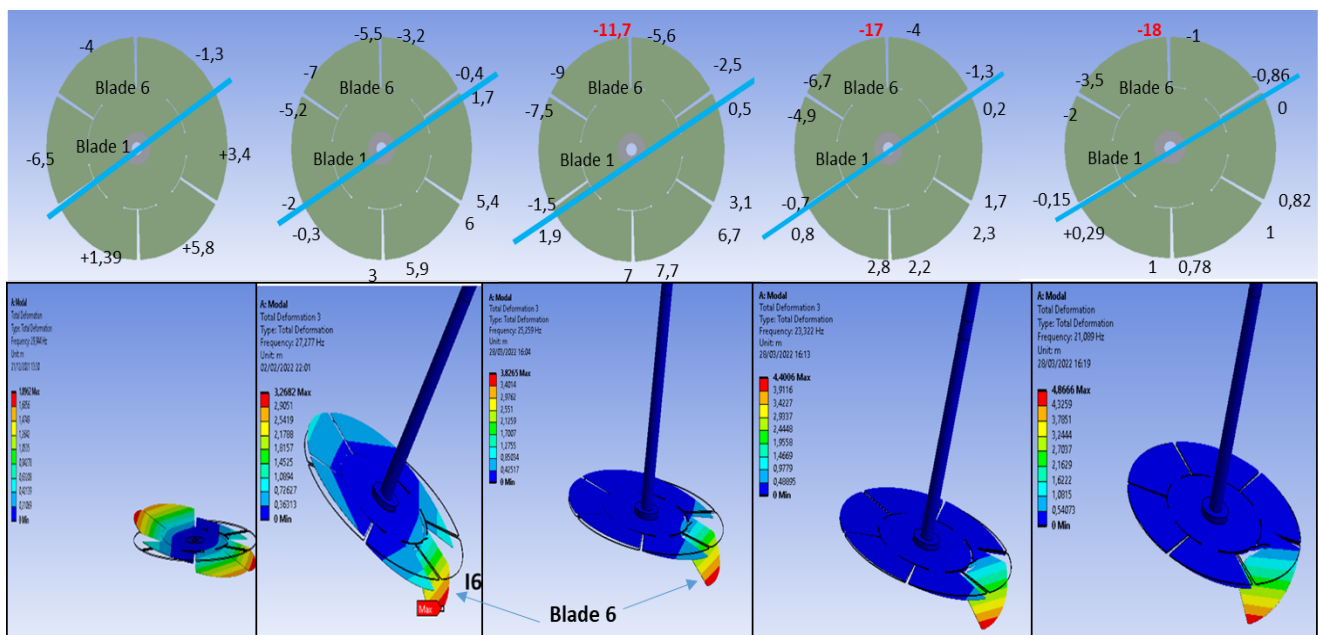 -4
-1,3
Blade 6
Blade 1
-6,5
+3,4
+1,39
+5,8
-5,5
-3,2
-7
-0,4
Blade 6
-5,2
1,7
Blade 1
-2
5,4
-0,3
6
3
5,9
-11,7
-5,6
-9
-2,5
Blade 6
-7,5
0,5
Blade 1
-1,5
3,1
1,9
6,7
7
7,7
-17
-4
-6,7
-1,3
Blade 6
-4,9
0,2
Blade 1
-0,7
1,7
0,8
2,3
2,8
2,2
-18
-1
-3,5
-0,86
Blade 6
-2
0
Blade 1
-0,15
0,82
+0,29
1
1
0,78
A: Modal
Total Deformation
Type: Total Deformation
Unit: m
0 Min
A: Modal
Total Deformation 3
Type: Total Deformation
Frequency: 27,277 Hz
Unit: m
02/02/2022 22:01
3,2682 Max
2,9051
2,5419
2,1788
1,8157
1,4525
1,0894
0,72627
0,36313
0 Min
I6
Max
A: Modal
Total Deformation 3
Type: Total Deformation
Frequency: 25,259 Hz
Unit: m
28/03/2022 16:04
3,8265 Max
3,4014
2,9762
2,551
2,1259
1,7007
1,2755
0,85034
0,42517
0 Min
Blade 6
A: Modal
Total Deformation 3
Type: Total Deformation
Frequency: 23,322 Hz
Unit: m
28/03/2022 16:13
4,4006 Max
3,9116
3,4227
2,9337
2,4448
1,9558
1,4669
0,9779
0,48895
0 Min
A: Modal
Total Deformation 3
Type: Total Deformation
Frequency: 21,089 Hz
Unit: m
28/03/2022 16:19
4,8666 Max
4,3259
3,7851
3,2444
2,7037
2,1629
1,6222
1,0815
0,54073
0 Min